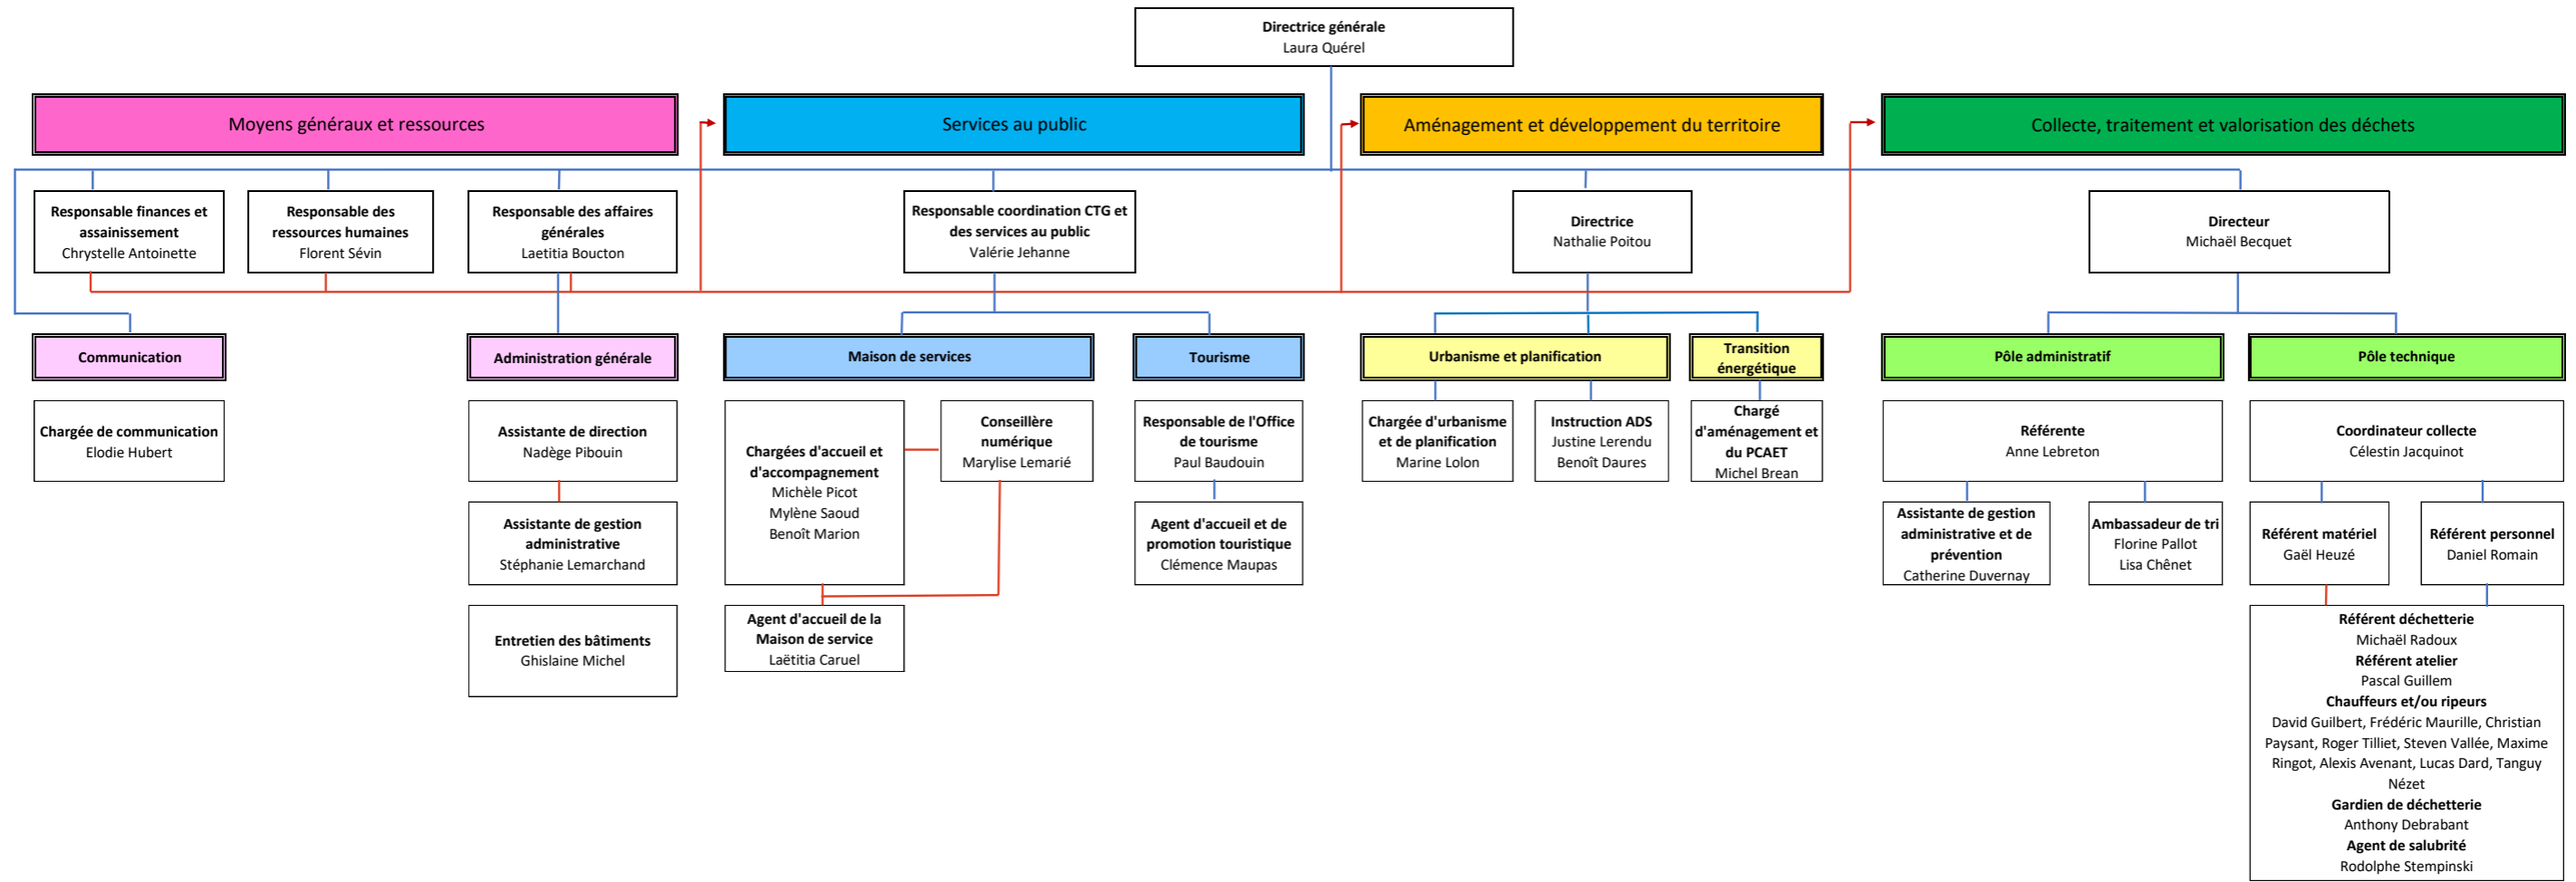 Directrice générale
Laura Quérel
Moyens généraux et ressources
Services au public
Aménagement et développement du territoire
Collecte, traitement et valorisation des déchets
Responsable finances et
assainissement
Chrystelle Antoinette
Responsable des
ressources humaines
Florent Sévin
Responsable des affaires
générales
Laetitia Boucton
Responsable coordination CTG et
des services au public
Valérie Jehanne
Directrice
Nathalie Poitou
Directeur
Michaël Becquet
Communication
Administration générale
Maison de services
Tourisme
Urbanisme et planification
Transition
énergétique
Pôle administratif
Pôle technique
Chargée de communication
Elodie Hubert
Assistante de direction
Nadège Pibouin
Assistante de gestion
administrative
Stéphanie Lemarchand
Entretien des bâtiments
Ghislaine Michel
Chargées d'accueil et
d'accompagnement
Michèle Picot
Mylène Saoud
Benoît Marion
Conseillère
numérique
Marylise Lemarié
Agent d'accueil de la
Maison de service
Laëtitia Caruel
Responsable de l'Office
de tourisme
Paul Baudouin
Agent d'accueil et de
promotion touristique
Clémence Maupas
Chargée d'urbanisme
et de planification
Marine Lolon
Instruction ADS
Justine Lerendu
Benoît Daures
Chargé
d'aménagement et
du PCAET
Michel Brean
Référente
Anne Lebreton
Assistante de gestion
administrative et de
prévention
Catherine Duvernay
Ambassadeur de tri
Florine Pallot
Lisa Chênet
Coordinateur collecte
Célestin Jacquinot
Référent matériel
Gaël Heuzé
Référent personnel
Daniel Romain
Référent déchetterie
Michaël Radoux
Référent atelier
Pascal Guillem
Chauffeurs et/ou ripeurs
David Guilbert, Frédéric Maurille, Christian
Paysant, Roger Tilliet, Steven Vallée, Maxime
Ringot, Alexis Avenant, Lucas Dard, Tanguy
Nézet
Gardien de déchetterie
Anthony Debrabant
Agent de salubrité
Rodolphe Stempinski